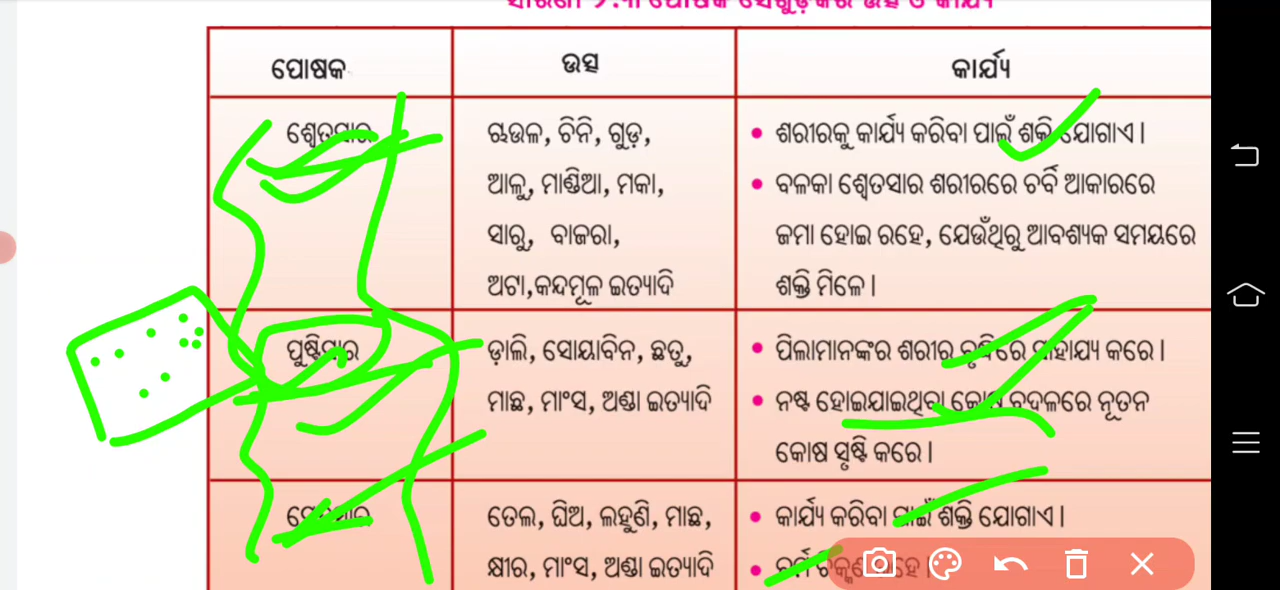 ପୋଷକ ଉତ୍ସ କାର୍ଯ୍ୟ
ଶ୍ୱେତସାର ଚାଉଳ, ଚିନି, ଗୁଡ଼, • ଶରୀରକୁ କାର୍ଯ୍ୟ କରିବା ପାଇଁ ଶକ୍ତି ଯୋଗାଏ ।
ଆଳୁ, ମାଣ୍ଡିଆ, ମକା, • ବଳକା ଶ୍ୱେତସାର ଶରୀରରେ ଚର୍ବି ଆକାରରେ
ସାରୁ, ବାଜରା, ଜମା ହୋଇ ରହେ, ଯେଉଁଥିରୁ ଆବଶ୍ୟକ ସମୟରେ
ଅଟା,କନ୍ଦମୂଳ ଇତ୍ୟାଦି ଶକ୍ତି ମିଳେ ।
ପୁଷ୍ଟିସାର ଡ଼ାଲି, ସୋୟାବିନ, ଛତୁ, • ପିଲାମାନଙ୍କର ଶରୀର ବୃଦ୍ଧିରେ ସାହାଯ୍ୟ କରେ ।
ମାଛ, ମାଂସ, ଅଣ୍ଡା ଇତ୍ୟାଦି • ନଷ୍ଟ ହୋଇଯାଇଥିବା କୋଷ ବଦଳରେ ନୂତନ
କୋଷ ସୃଷ୍ଟି କରେ ।
ତେଲ, ଘିଅ, ଲହୁଣି, ମାଛ, • କାର୍ଯ୍ୟ କରିବା ପାଇଁ ଶକ୍ତି ଯୋଗାଏ ।
କ୍ଷୀର, ମାଂସ, ଅଣ୍ଡା ଇତ୍ୟାଦି •